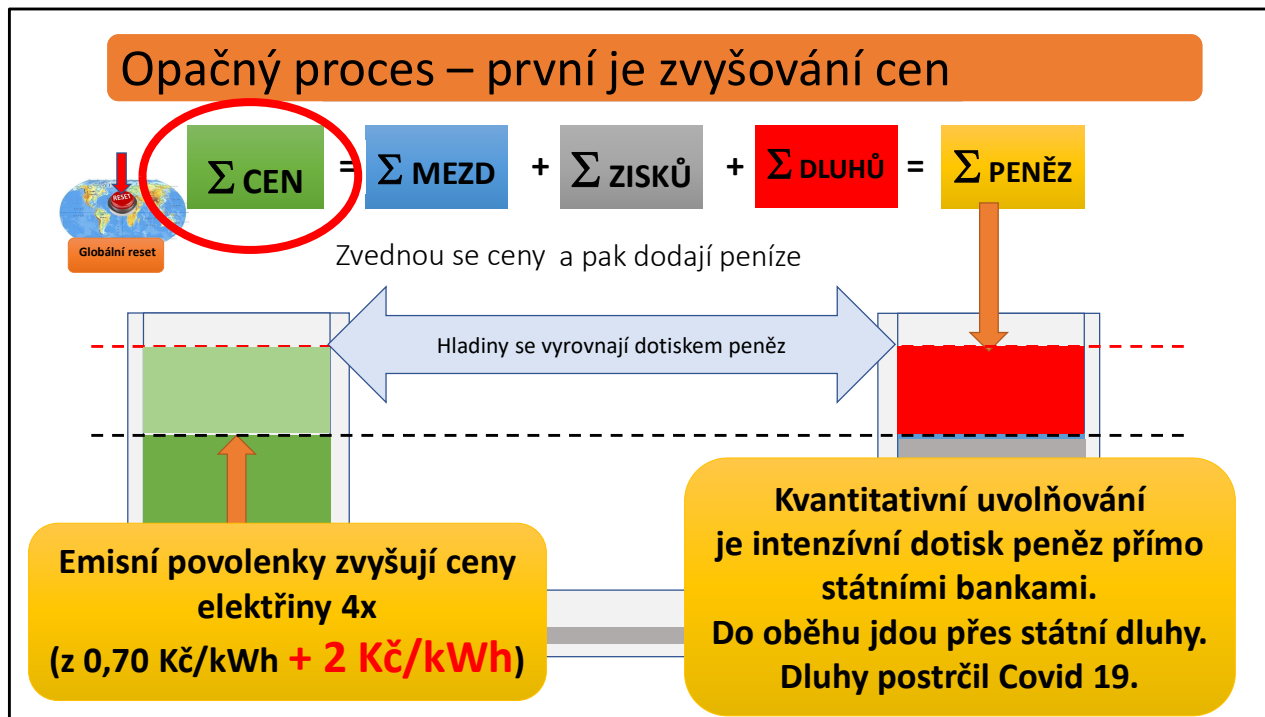 Opačný proces – první je zvyšování cen
Σ CEN = Σ MEZD + Σ ZISKŮ + Σ DLUHŮ = Σ PENĚZ
RESET
Globální reset
Zvednou se ceny a pak dodají peníze
Hladiny se vyrovnají dotiskem peněz
Emisní povolenky zvyšují ceny
elektřiny 4x
(z 0,70 Kč/kWh + 2 Kč/kWh)
Kvantitativní uvolňování
je intenzívní dotisk peněz přímo
státními bankami.
Do oběhu jdou přes státní dluhy.
Dluhy postrčil Covid 19.